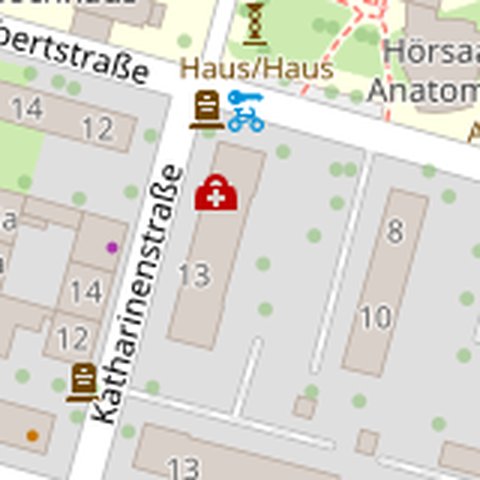 bertstraße
Haus/Haus
Hörsaa
Anatom
14
12
8
a
13
14
10
12
Katharinenstraße
13